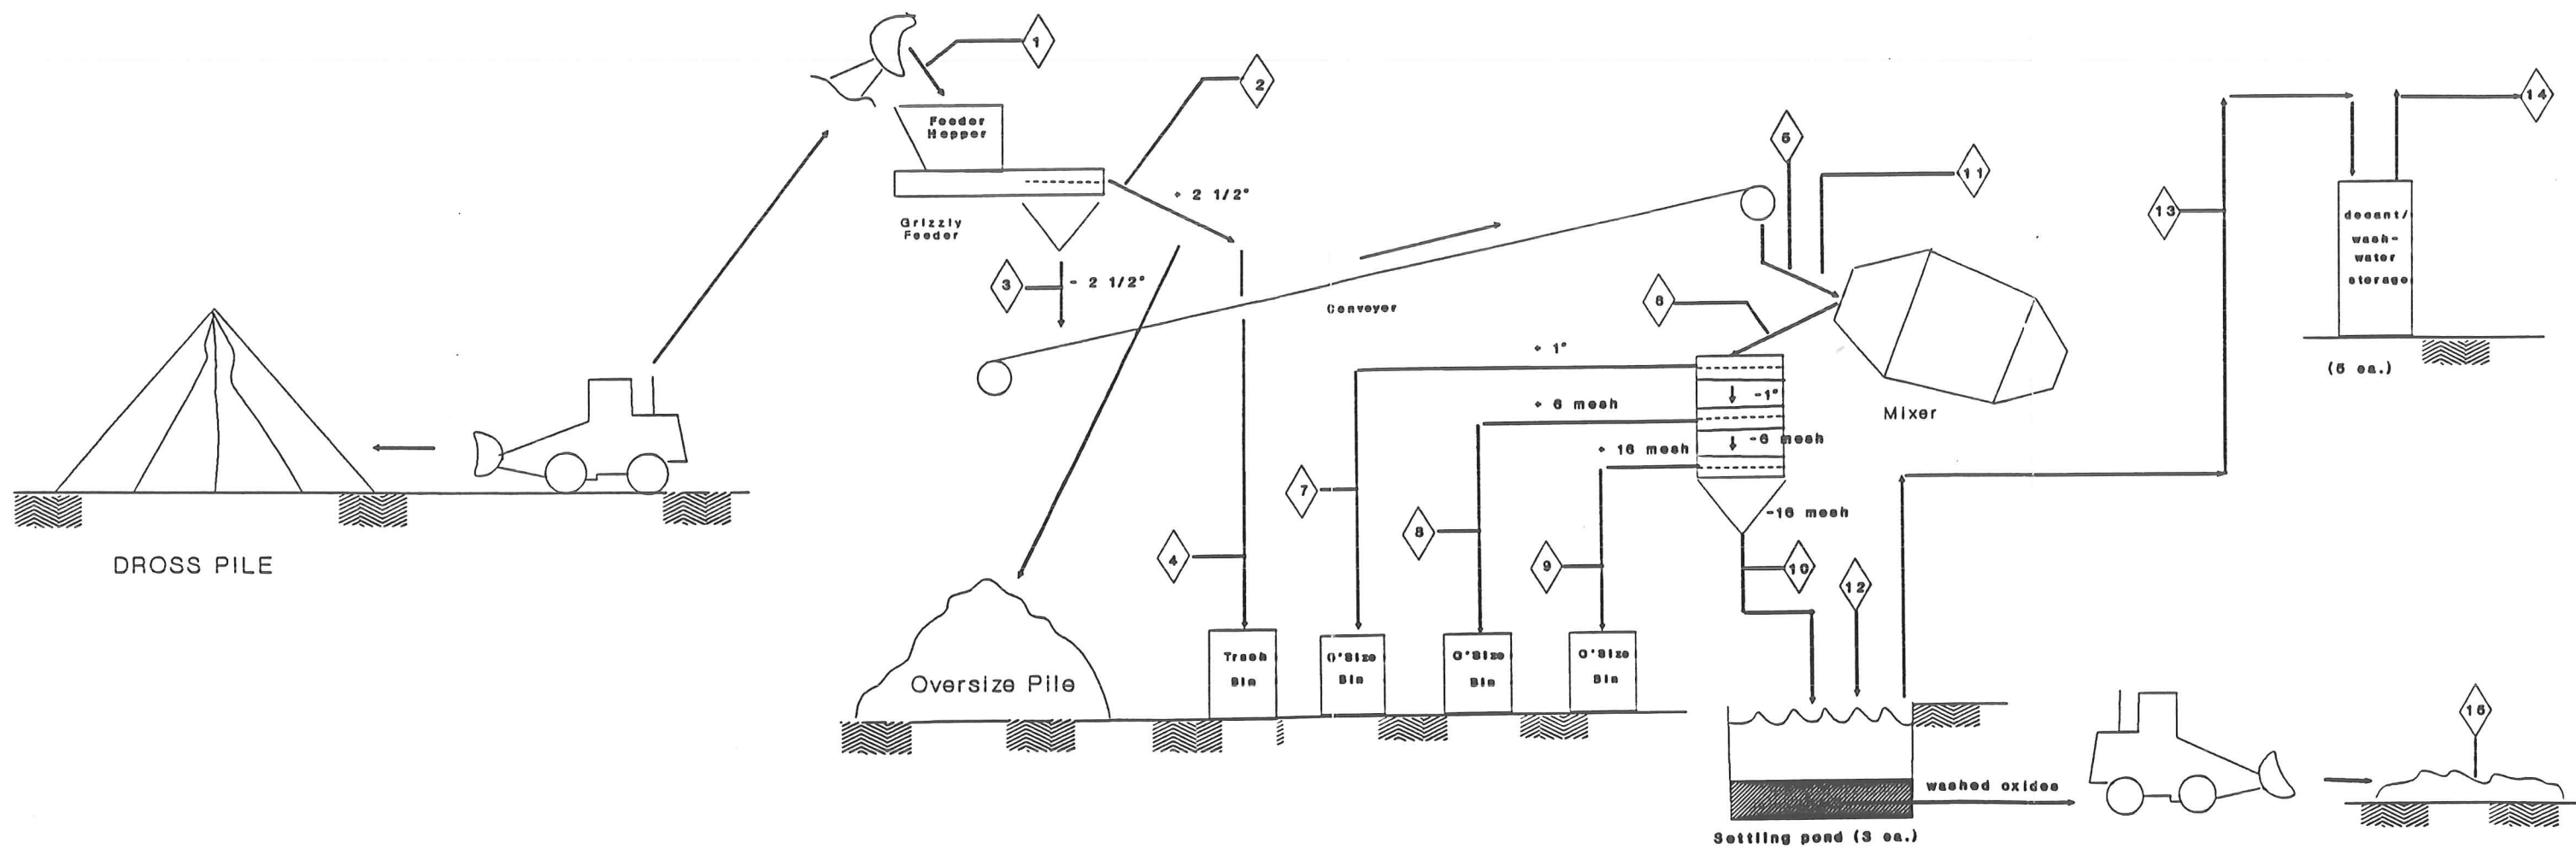 1
2
Feeder
Hopper
+ 2 1/2"
Grizzly
Feeder
3
- 2 1/2"
Conveyer
5
11
6
Mixer
13
14
decant/
wash-
water
storage
(5 ea.)
+ 1"
-1"
+ 6 mesh
-6 mesh
+ 16 mesh
-16 mesh
7
8
9
10
12
4
DROSS PILE
Oversize Pile
Trash
Bin
O'Size
Bin
O'Size
Bin
O'Size
Bin
washed oxides
15
Settling pond (3 ea.)